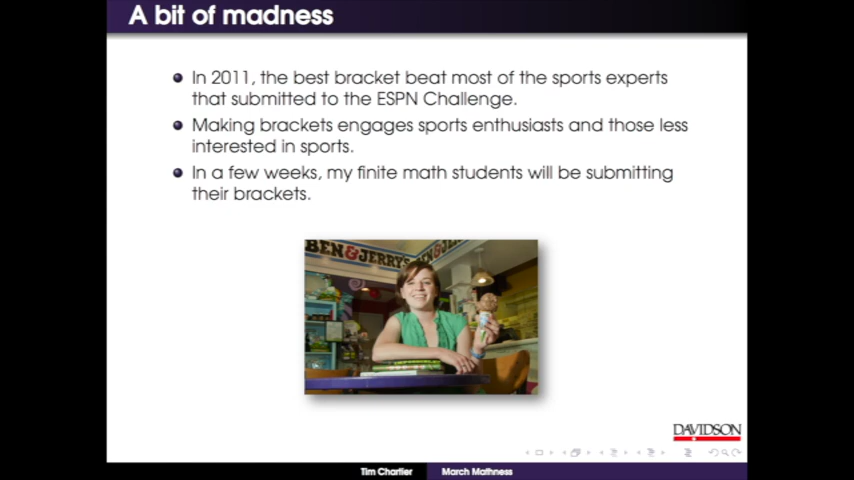 A bit of madness
In 2011, the best bracket beat most of the sports experts
that submitted to the ESPN Challenge.
Making brackets engages sports enthusiasts and those less
interested in sports.
In a few weeks, my finite math students will be submitting
their brackets.
BEN&JERRY'S
DAVIDSON
Tim Chartier
March Mathness